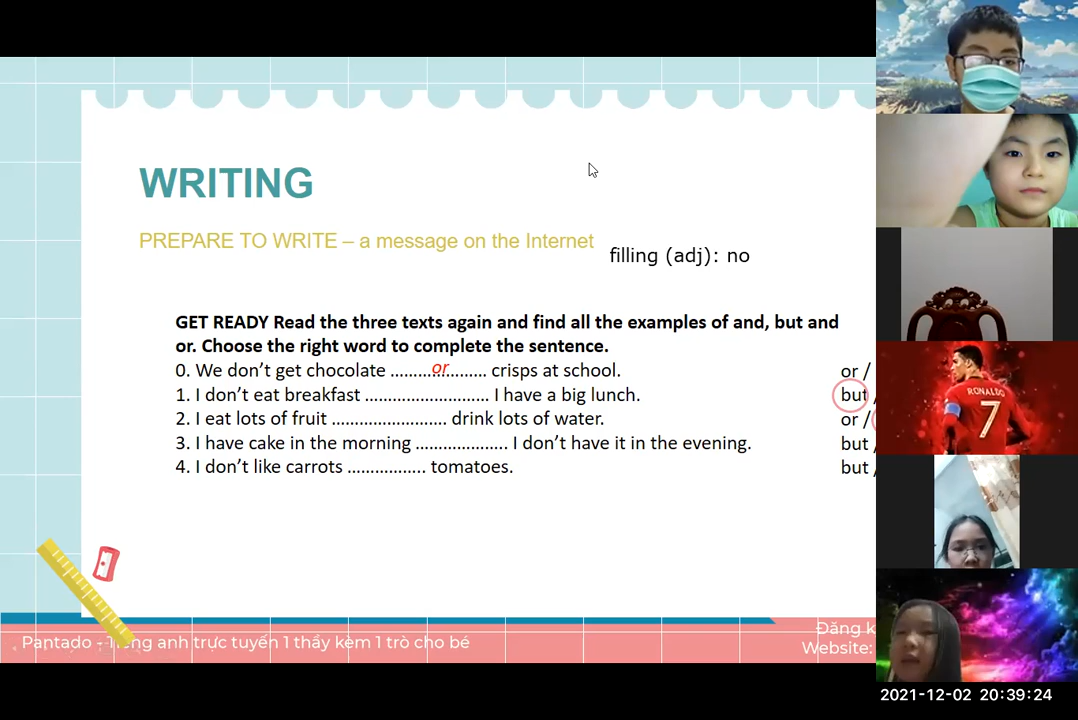 WRITING
PREPARE TO WRITE – a message on the Internet
filling (adj): no
GET READY Read the three texts again and find all the examples of and, but and
or. Choose the right word to complete the sentence.
0. We don't get chocolate .........or......... crisps at school. or /
1. I don't eat breakfast .......................... I have a big lunch. but /
2. I eat lots of fruit ..................... drink lots of water. or /
3. I have cake in the morning ..................... I don't have it in the evening. but
4. I don't like carrots ................ tomatoes. but /
Pantado - Tiếng anh trực tuyến 1 thầy kèm 1 trò cho bé
Đăng k
Website:
RONALDO
7
2021-12-02 20:39:24